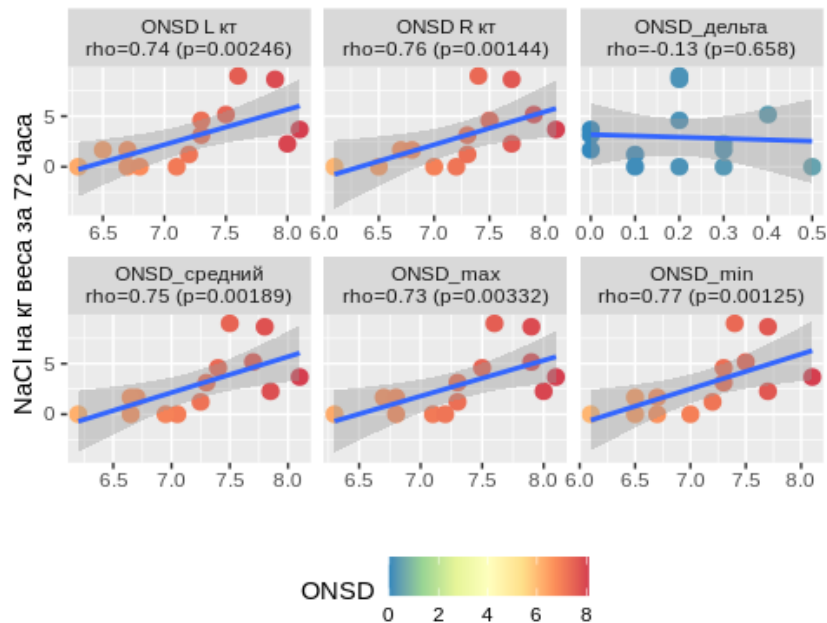 ONSD L кт
rho=0.74 (p=0.00246)
ONSD R кт
rho=0.76 (p=0.00144)
ONSD_дельта
rho=-0.13 (p=0.658)
NaCl на кг веса за 72 часа
5
0
6.5 7.0 7.5 8.0
6.0 6.5 7.0 7.5 8.0
0.0 0.1 0.2 0.3 0.4 0.5
ONSD_средний
rho=0.75 (p=0.00189)
ONSD_max
rho=0.73 (p=0.00332)
ONSD_min
rho=0.77 (p=0.00125)
5
0
6.5 7.0 7.5 8.0
6.5 7.0 7.5 8.0
6.0 6.5 7.0 7.5 8.0
ONSD
0 2 4 6 8